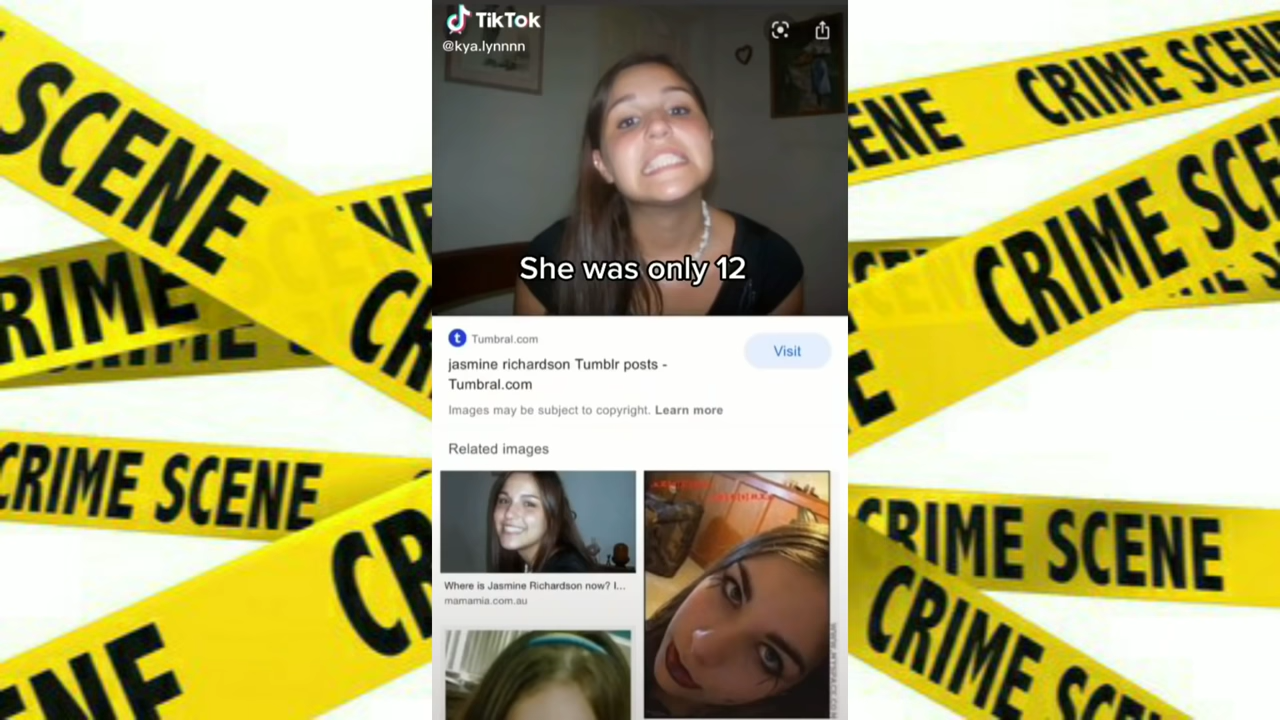 TikTok
@kya.lynnnn
She was only 12
Tumbral.com
Visit
jasmine richardson Tumblr posts -
Tumbral.com
Images may be subject to copyright. Learn more
Related images
Where is Jasmine Richardson now? I...
mamamia.com.au
SCENE
CRIME
CRIME SCENE
CRIME SCENE
CRIME SCENE
CRIME SCENE
CRIME SCENE